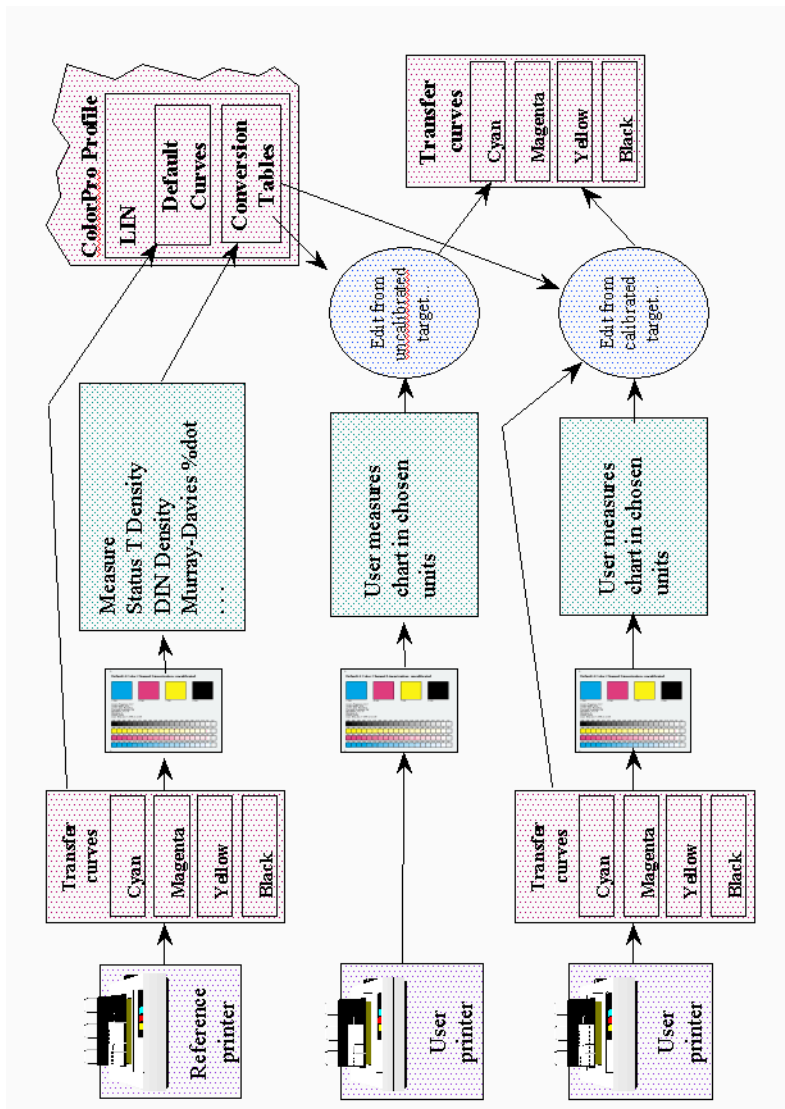 Reference
printer
Transfer
curves
Cyan
Magenta
Yellow
Black
Measure
Status T Density
DIN Density
Murray-Davies %dot
. . . .
ColorPro Profile
LIN
Default
Curves
Conversion
Tables
User
printer
User measures
chart in chosen
units
Edit from
uncalibrated
target...
Transfer
curves
Cyan
Magenta
Yellow
Black
User
printer
Transfer
curves
Cyan
Magenta
Yellow
Black
User measures
chart in chosen
units
Edit from
calibrated
target...